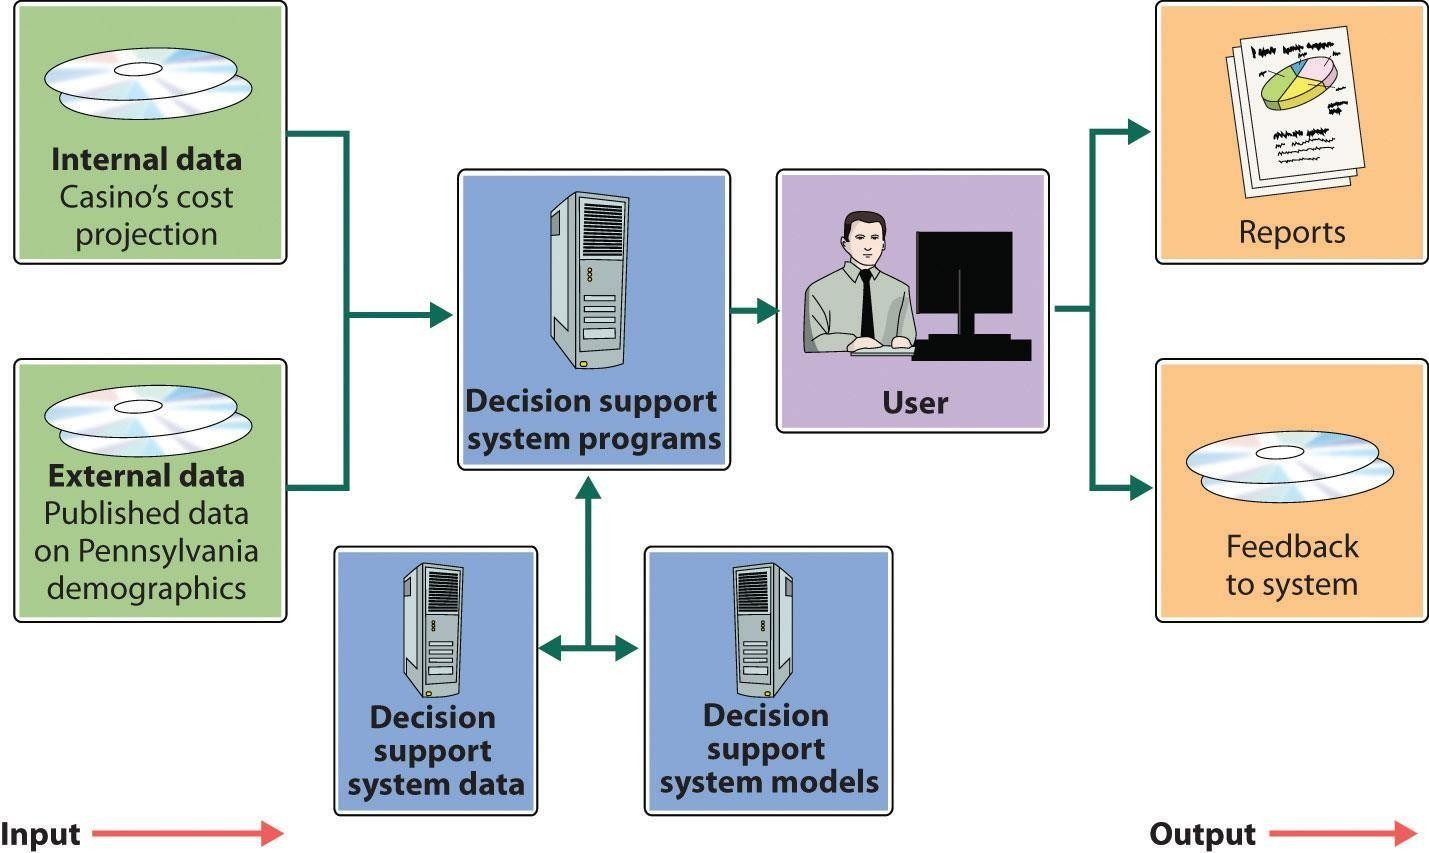 Internal data
Casino's cost
projection
External data
Published data
on Pennsylvania
demographics
Decision support
system programs
Decision
support
system data
Decision
support
system models
User
Reports
Feedback
to system
Input
Output